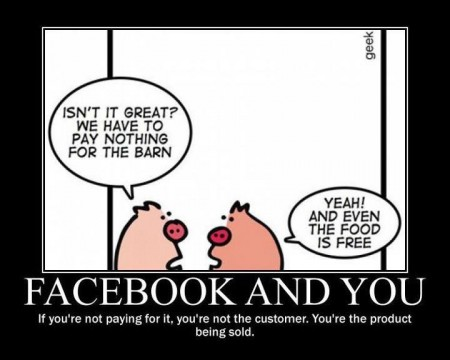 geek
ISN'T IT GREAT?
WE HAVE TO
PAY NOTHING
FOR THE BARN
YEAH!
AND EVEN
THE FOOD
IS FREE
FACEBOOK AND YOU
If you're not paying for it, you're not the customer. You're the product
being sold.